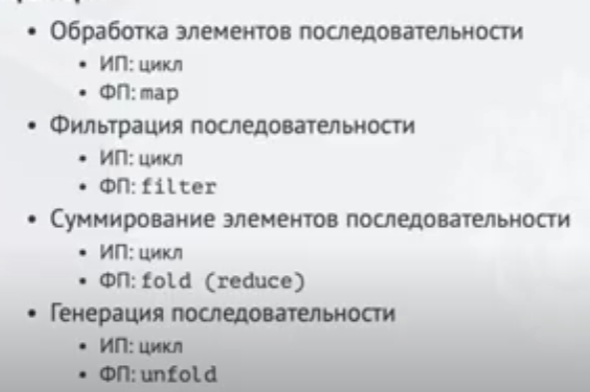 • Обработка элементов последовательности
• ИП: цикл
• ФП: map
• Фильтрация последовательности
• ИП: цикл
• ФП: filter
• Суммирование элементов последовательности
• ИП: цикл
• ФП: fold (reduce)
• Генерация последовательности
• ИП: цикл
• ФП: unfold